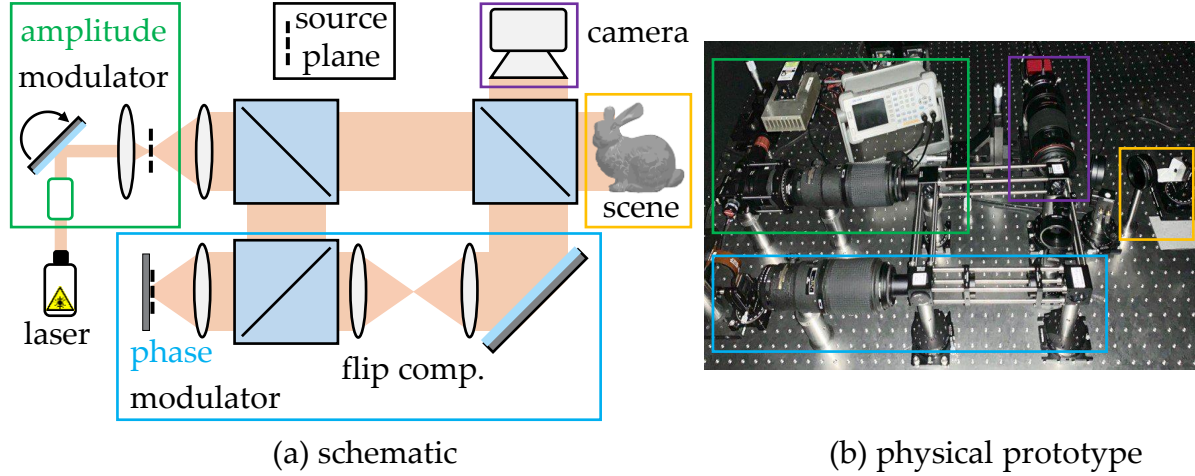 amplitude
modulator
source
plane
camera
scene
laser
phase
modulator
flip comp.
(a) schematic
(b) physical prototype